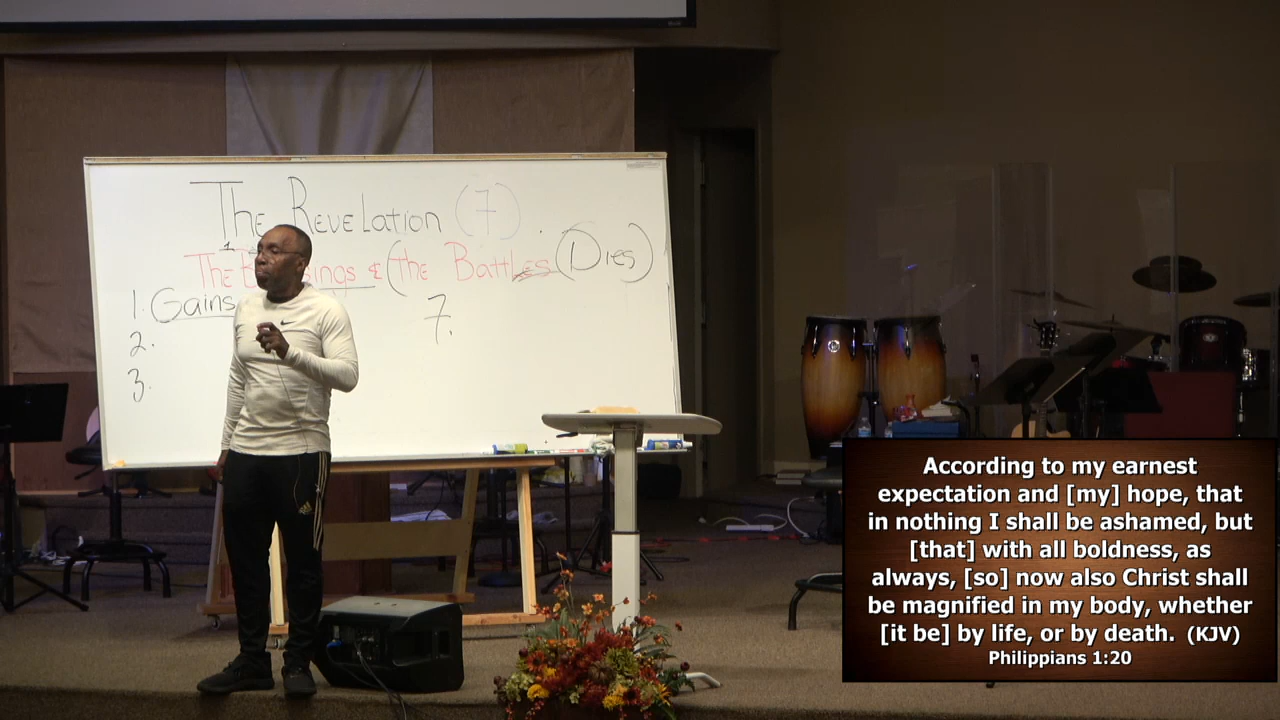 The Revelation (7)
The B sings & (the Battles (Dies)
1. Gains
7.
2.
3.
According to my earnest
expectation and [my] hope, that
in nothing I shall be ashamed, but
[that] with all boldness, as
always, [so] now also Christ shall
be magnified in my body, whether
[it be] by life, or by death. (KJV)
Philippians 1:20